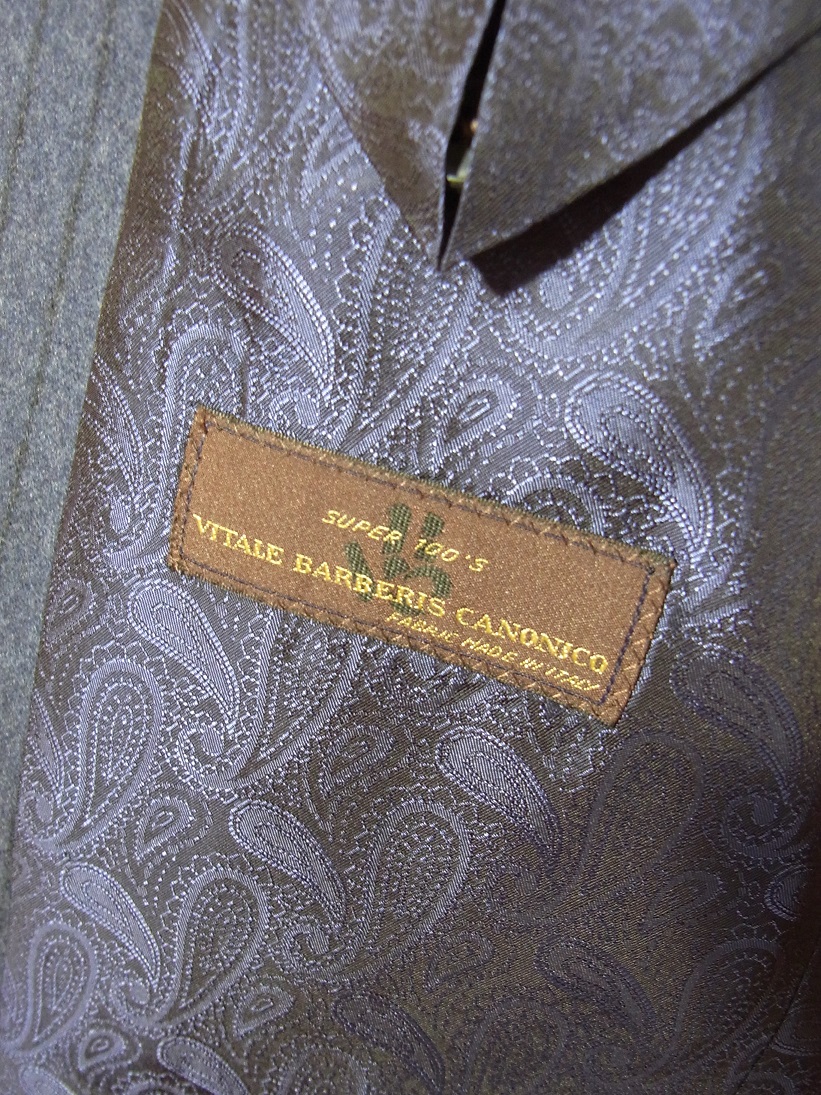 SUPER 100'S
VITALE BARBERIS CANONICO
FABRIC MADE IN ITALY